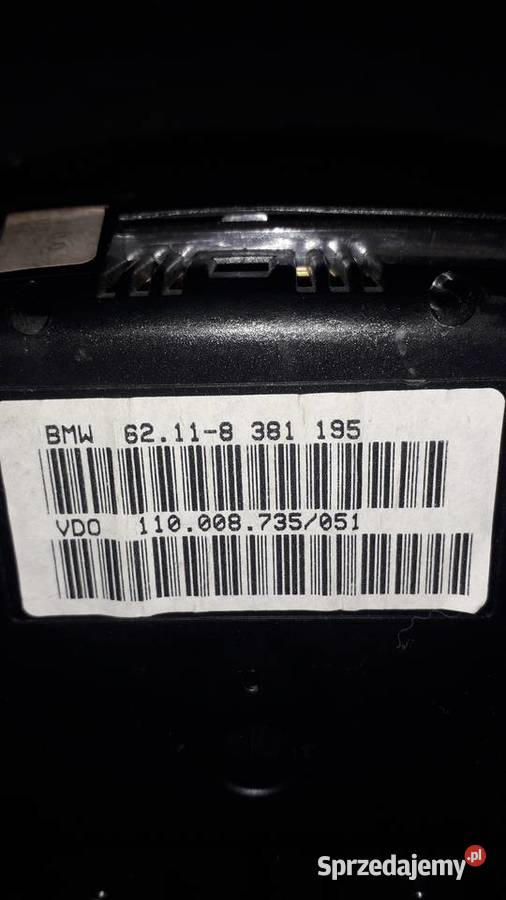 BMW 62.11-8 381 195
VDO 110.008.735/051
Sprzedajemy.pl